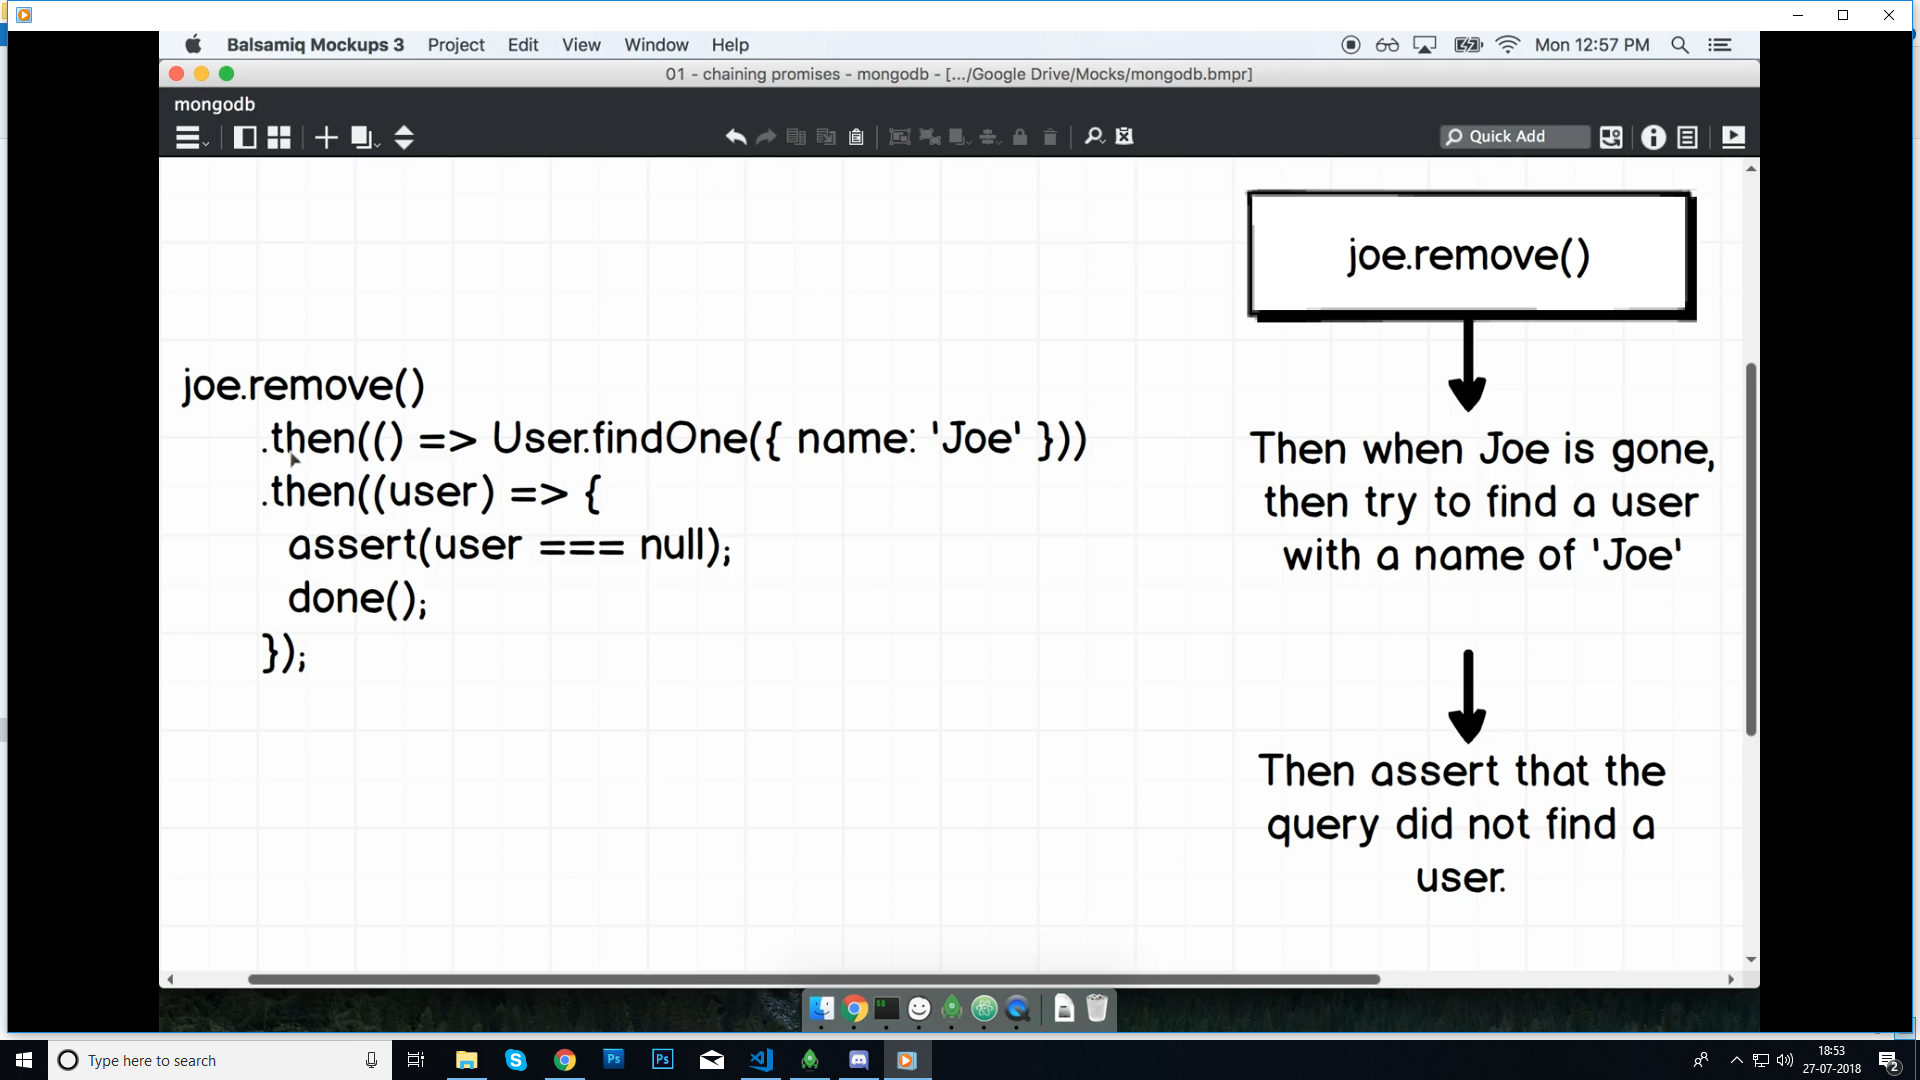 Balsamiq Mockups 3 Project Edit View Window Help Mon 12:57 PM
01 - chaining promises - mongodb - [.../Google Drive/Mocks/mongodb.bmpr]
mongodb
Quick Add
joe.remove()
joe.remove()
.then(() => User.findOne({ name: 'Joe' }))
.then((user) => {
assert(user === null);
done();
});
Then when Joe is gone,
then try to find a user
with a name of 'Joe'
Then assert that the
query did not find a
user.
Type here to search
18:53
27-07-2018
2